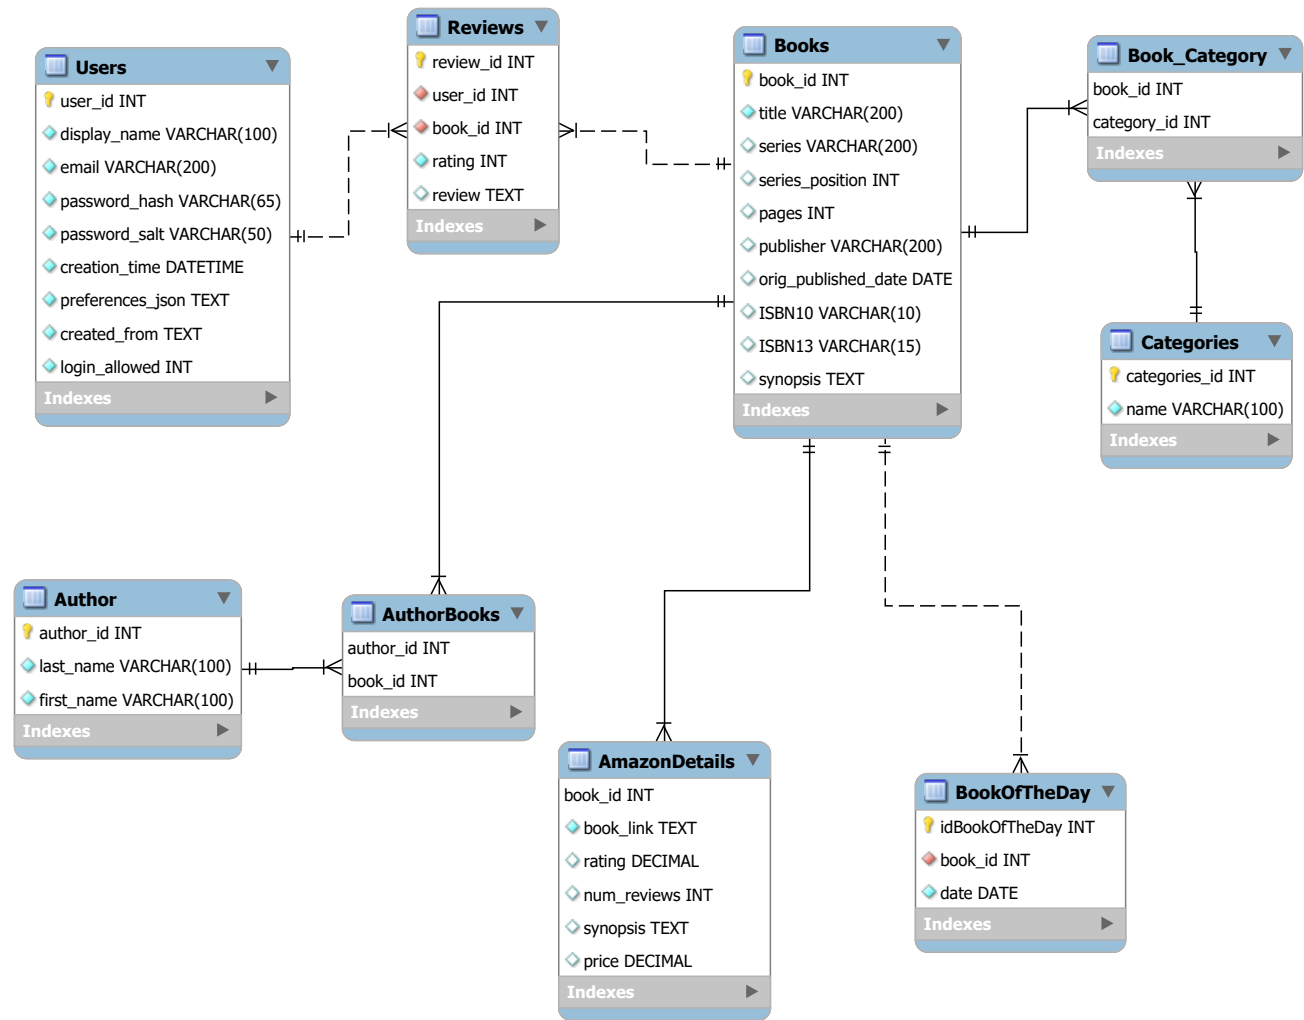 Users
user_id INT
display_name VARCHAR(100)
email VARCHAR(200)
password_hash VARCHAR(65)
password_salt VARCHAR(50)
creation_time DATETIME
preferences_json TEXT
created_from TEXT
login_allowed INT
Indexes
Reviews
review_id INT
user_id INT
book_id INT
rating INT
review TEXT
Indexes
Books
book_id INT
title VARCHAR(200)
series VARCHAR(200)
series_position INT
pages INT
publisher VARCHAR(200)
orig_published_date DATE
ISBN10 VARCHAR(10)
ISBN13 VARCHAR(15)
synopsis TEXT
Indexes
Book_Category
book_id INT
category_id INT
Indexes
Categories
categories_id INT
name VARCHAR(100)
Indexes
Author
author_id INT
last_name VARCHAR(100)
first_name VARCHAR(100)
Indexes
AuthorBooks
author_id INT
book_id INT
Indexes
AmazonDetails
book_id INT
book_link TEXT
rating DECIMAL
num_reviews INT
synopsis TEXT
price DECIMAL
Indexes
BookOfTheDay
idBookOfTheDay INT
book_id INT
date DATE
Indexes